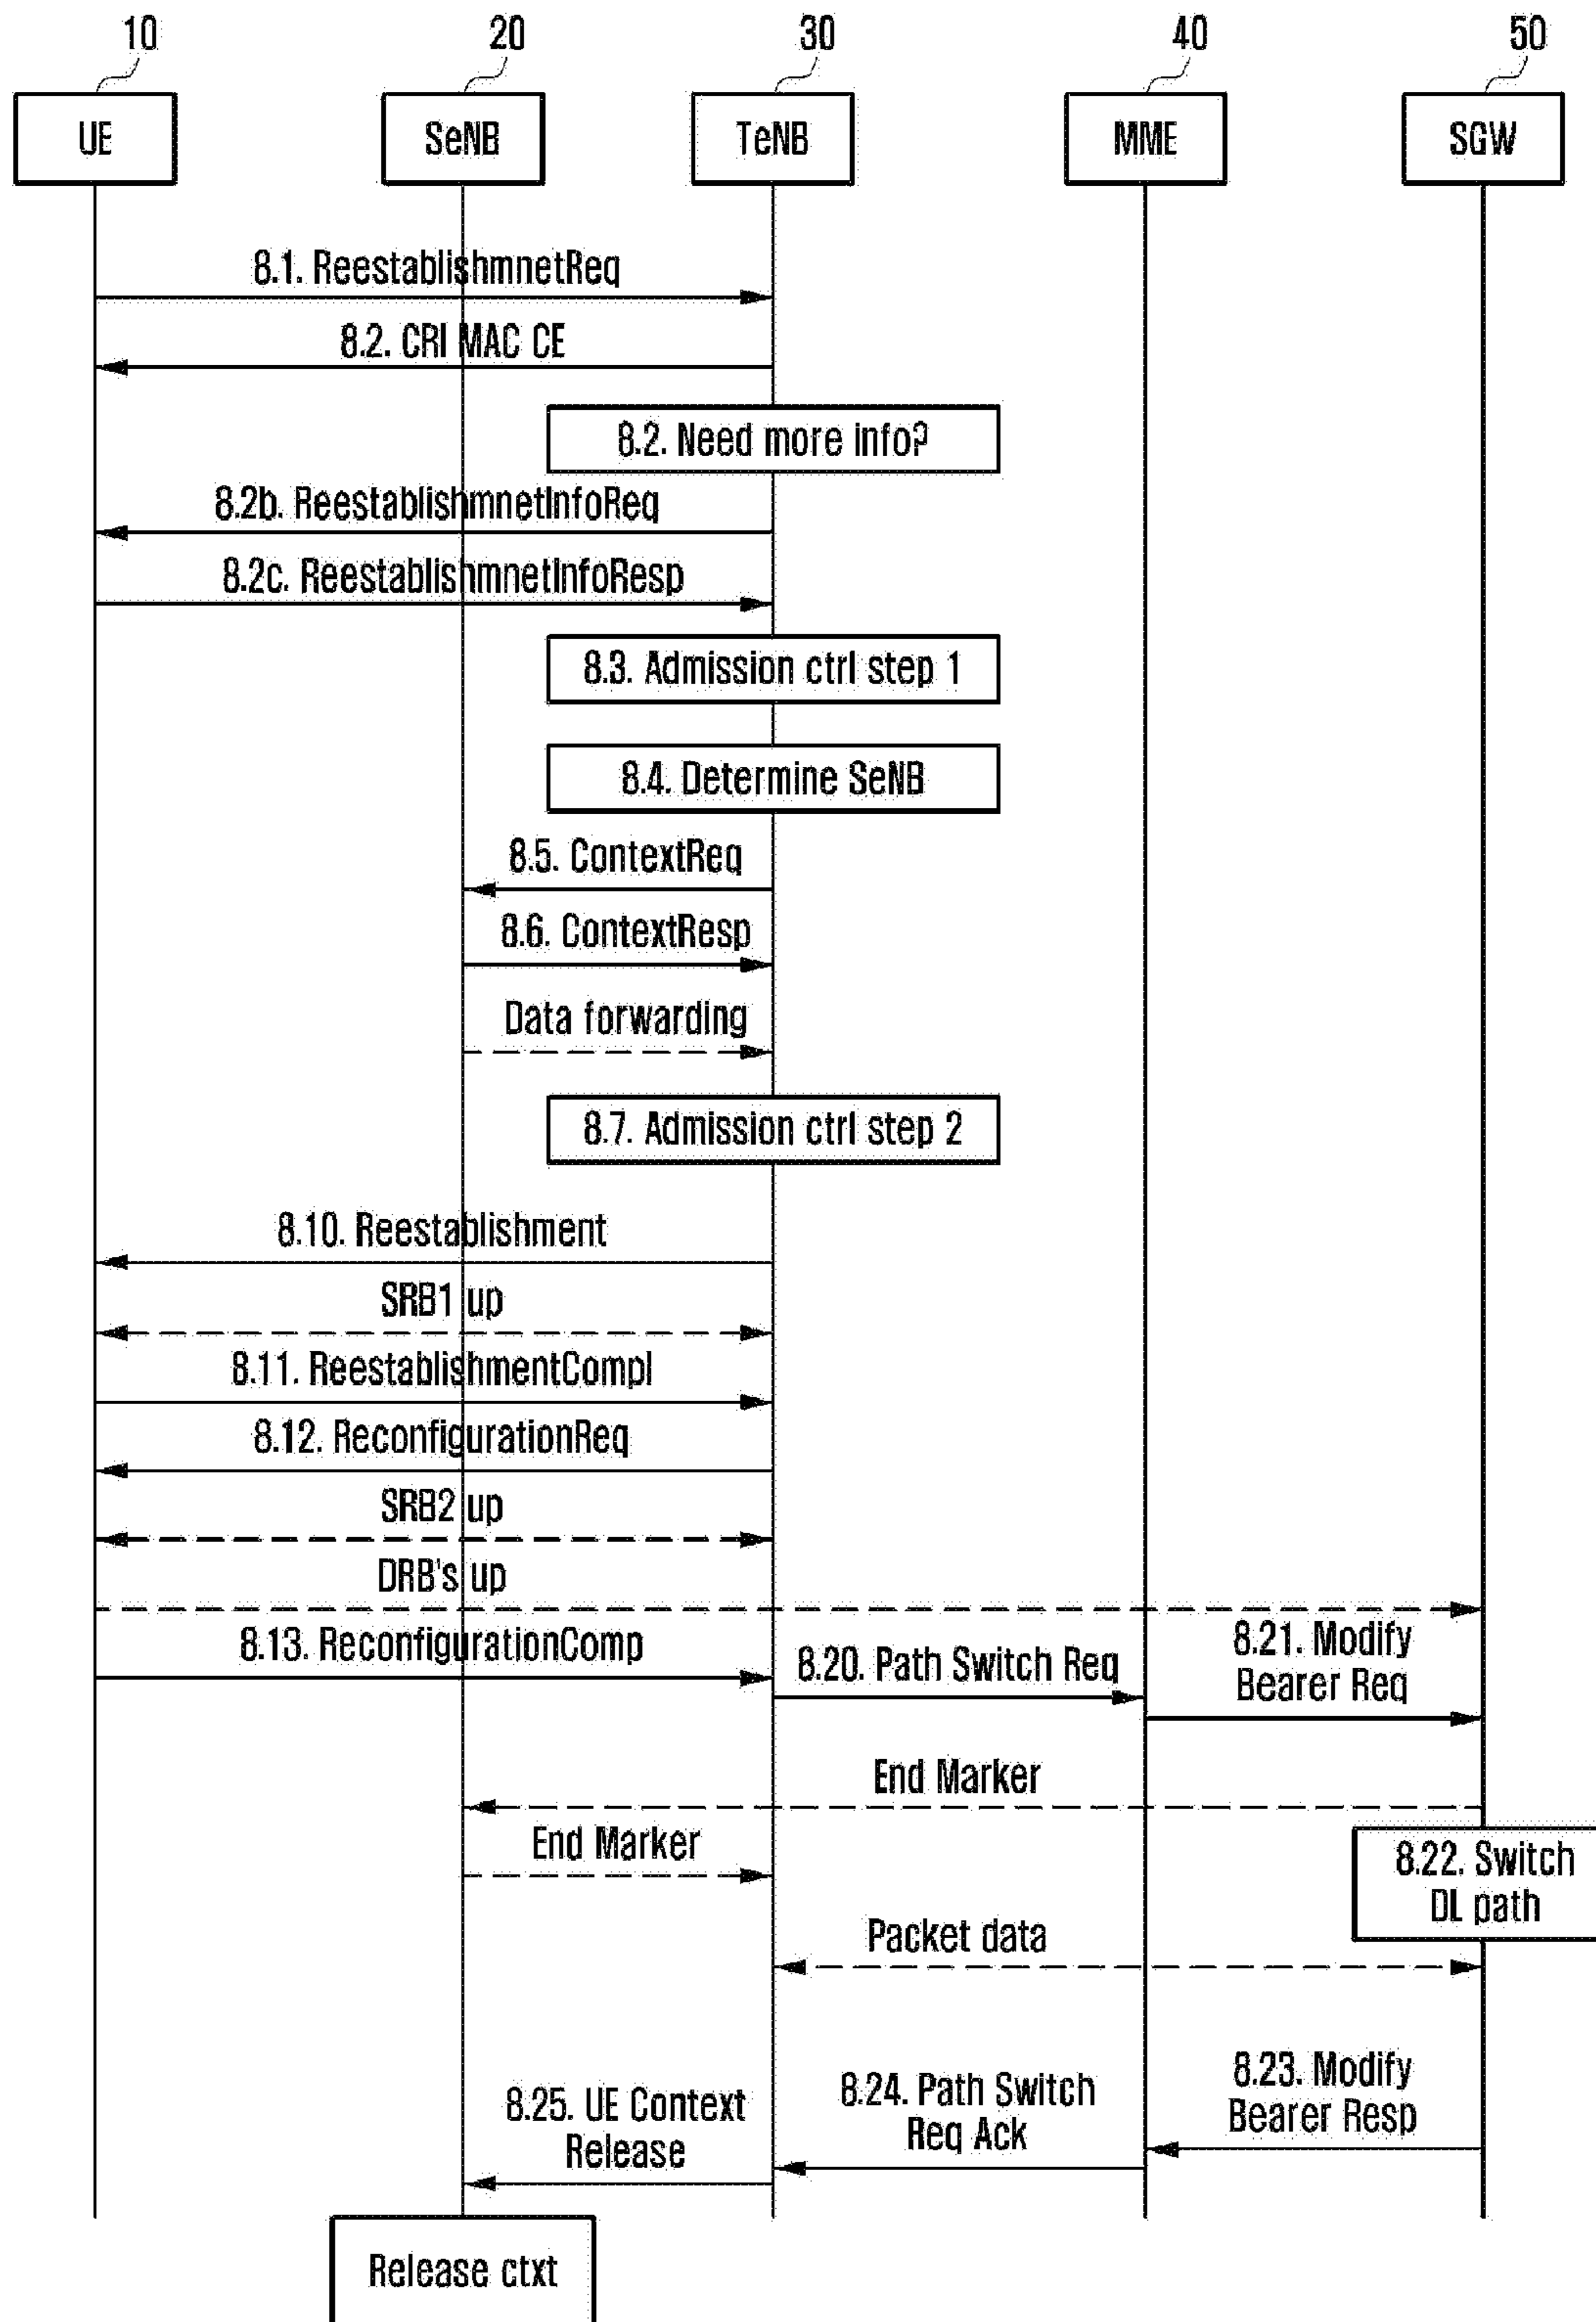 10 20 30 40 50
UE SeNB TeNB MME SGW
8.1. ReestablishmnetReq
8.2. CRI MAC CE
8.2. Need more info?
8.2b. ReestablishmnetInfoReq
8.2c. ReestablishmnetInfoResp
8.3. Admission ctrl step 1
8.4. Determine SeNB
8.5. ContextReq
8.6. ContextResp
Data forwarding
8.7. Admission ctrl step 2
8.10. Reestablishment
SRB1 up
8.11. ReestablishmentCompl
8.12. ReconfigurationReq
SRB2 up
DRB's up
8.13. ReconfigurationComp
8.20. Path Switch Req
8.21. Modify
Bearer Req
End Marker
End Marker
8.22. Switch
DL path
Packet data
8.23. Modify
Bearer Resp
8.24. Path Switch
Req Ack
8.25. UE Context
Release
Release ctxt